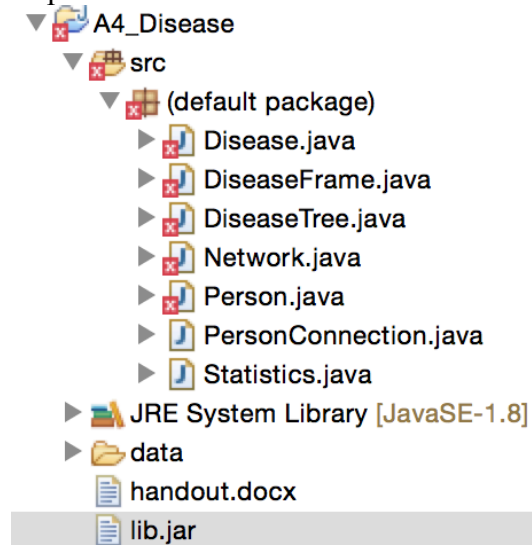 A4_Disease
src
(default package)
Disease.java
DiseaseFrame.java
DiseaseTree.java
Network.java
Person.java
PersonConnection.java
Statistics.java
JRE System Library [JavaSE-1.8]
data
handout.docx
lib.jar